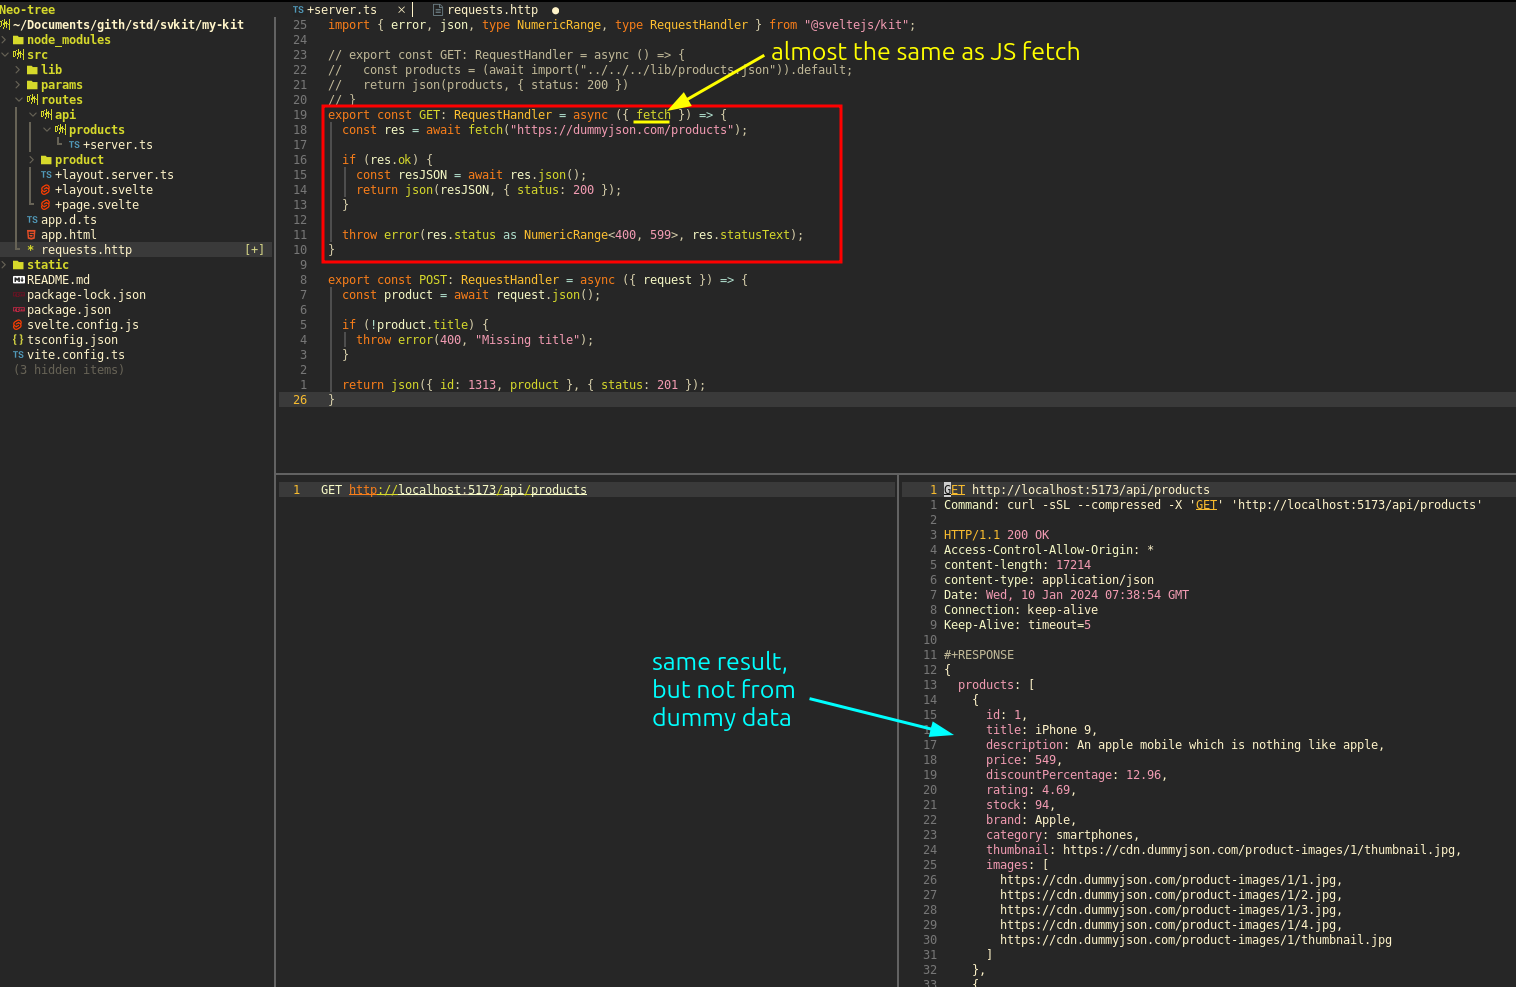 Neo-tree
~/Documents/gith/std/svkit/my-kit
node_modules
src
lib
params
routes
api
products
TS +server.ts
product
TS +layout.server.ts
+layout.svelte
+page.svelte
TS app.d.ts
app.html
* requests.http [+]
static
README.md
package-lock.json
package.json
svelte.config.js
{} tsconfig.json
TS vite.config.ts
(3 hidden items)
TS +server.ts × requests.http ●
25 import { error, json, type NumericRange, type RequestHandler } from "@sveltejs/kit";
24
23 // export const GET: RequestHandler = async () => {
almost the same as JS fetch
22 //   const products = (await import("../../../lib/products.json")).default;
21 //   return json(products, { status: 200 })
20 // }
19 export const GET: RequestHandler = async ({ fetch }) => {
18   const res = await fetch("https://dummyjson.com/products");
17
16   if (res.ok) {
15     const resJSON = await res.json();
14     return json(resJSON, { status: 200 });
13   }
12
11   throw error(res.status as NumericRange<400, 599>, res.statusText);
10 }
9
8 export const POST: RequestHandler = async ({ request }) => {
7   const product = await request.json();
6
5   if (!product.title) {
4     throw error(400, "Missing title");
3   }
2
1   return json({ id: 1313, product }, { status: 201 });
26 }
1 GET http://localhost:5173/api/products
same result,
but not from
dummy data
1 GET http://localhost:5173/api/products
1 Command: curl -sSL --compressed -X 'GET' 'http://localhost:5173/api/products'
2
3 HTTP/1.1 200 OK
4 Access-Control-Allow-Origin: *
5 content-length: 17214
6 content-type: application/json
7 Date: Wed, 10 Jan 2024 07:38:54 GMT
8 Connection: keep-alive
9 Keep-Alive: timeout=5
10
11 #+RESPONSE
12 {
13   products: [
14     {
15       id: 1,
title: iPhone 9,
17       description: An apple mobile which is nothing like apple,
18       price: 549,
19       discountPercentage: 12.96,
20       rating: 4.69,
21       stock: 94,
22       brand: Apple,
23       category: smartphones,
24       thumbnail: https://cdn.dummyjson.com/product-images/1/thumbnail.jpg,
25       images: [
26         https://cdn.dummyjson.com/product-images/1/1.jpg,
27         https://cdn.dummyjson.com/product-images/1/2.jpg,
28         https://cdn.dummyjson.com/product-images/1/3.jpg,
29         https://cdn.dummyjson.com/product-images/1/4.jpg,
30         https://cdn.dummyjson.com/product-images/1/thumbnail.jpg
31       ]
32     },
33     {